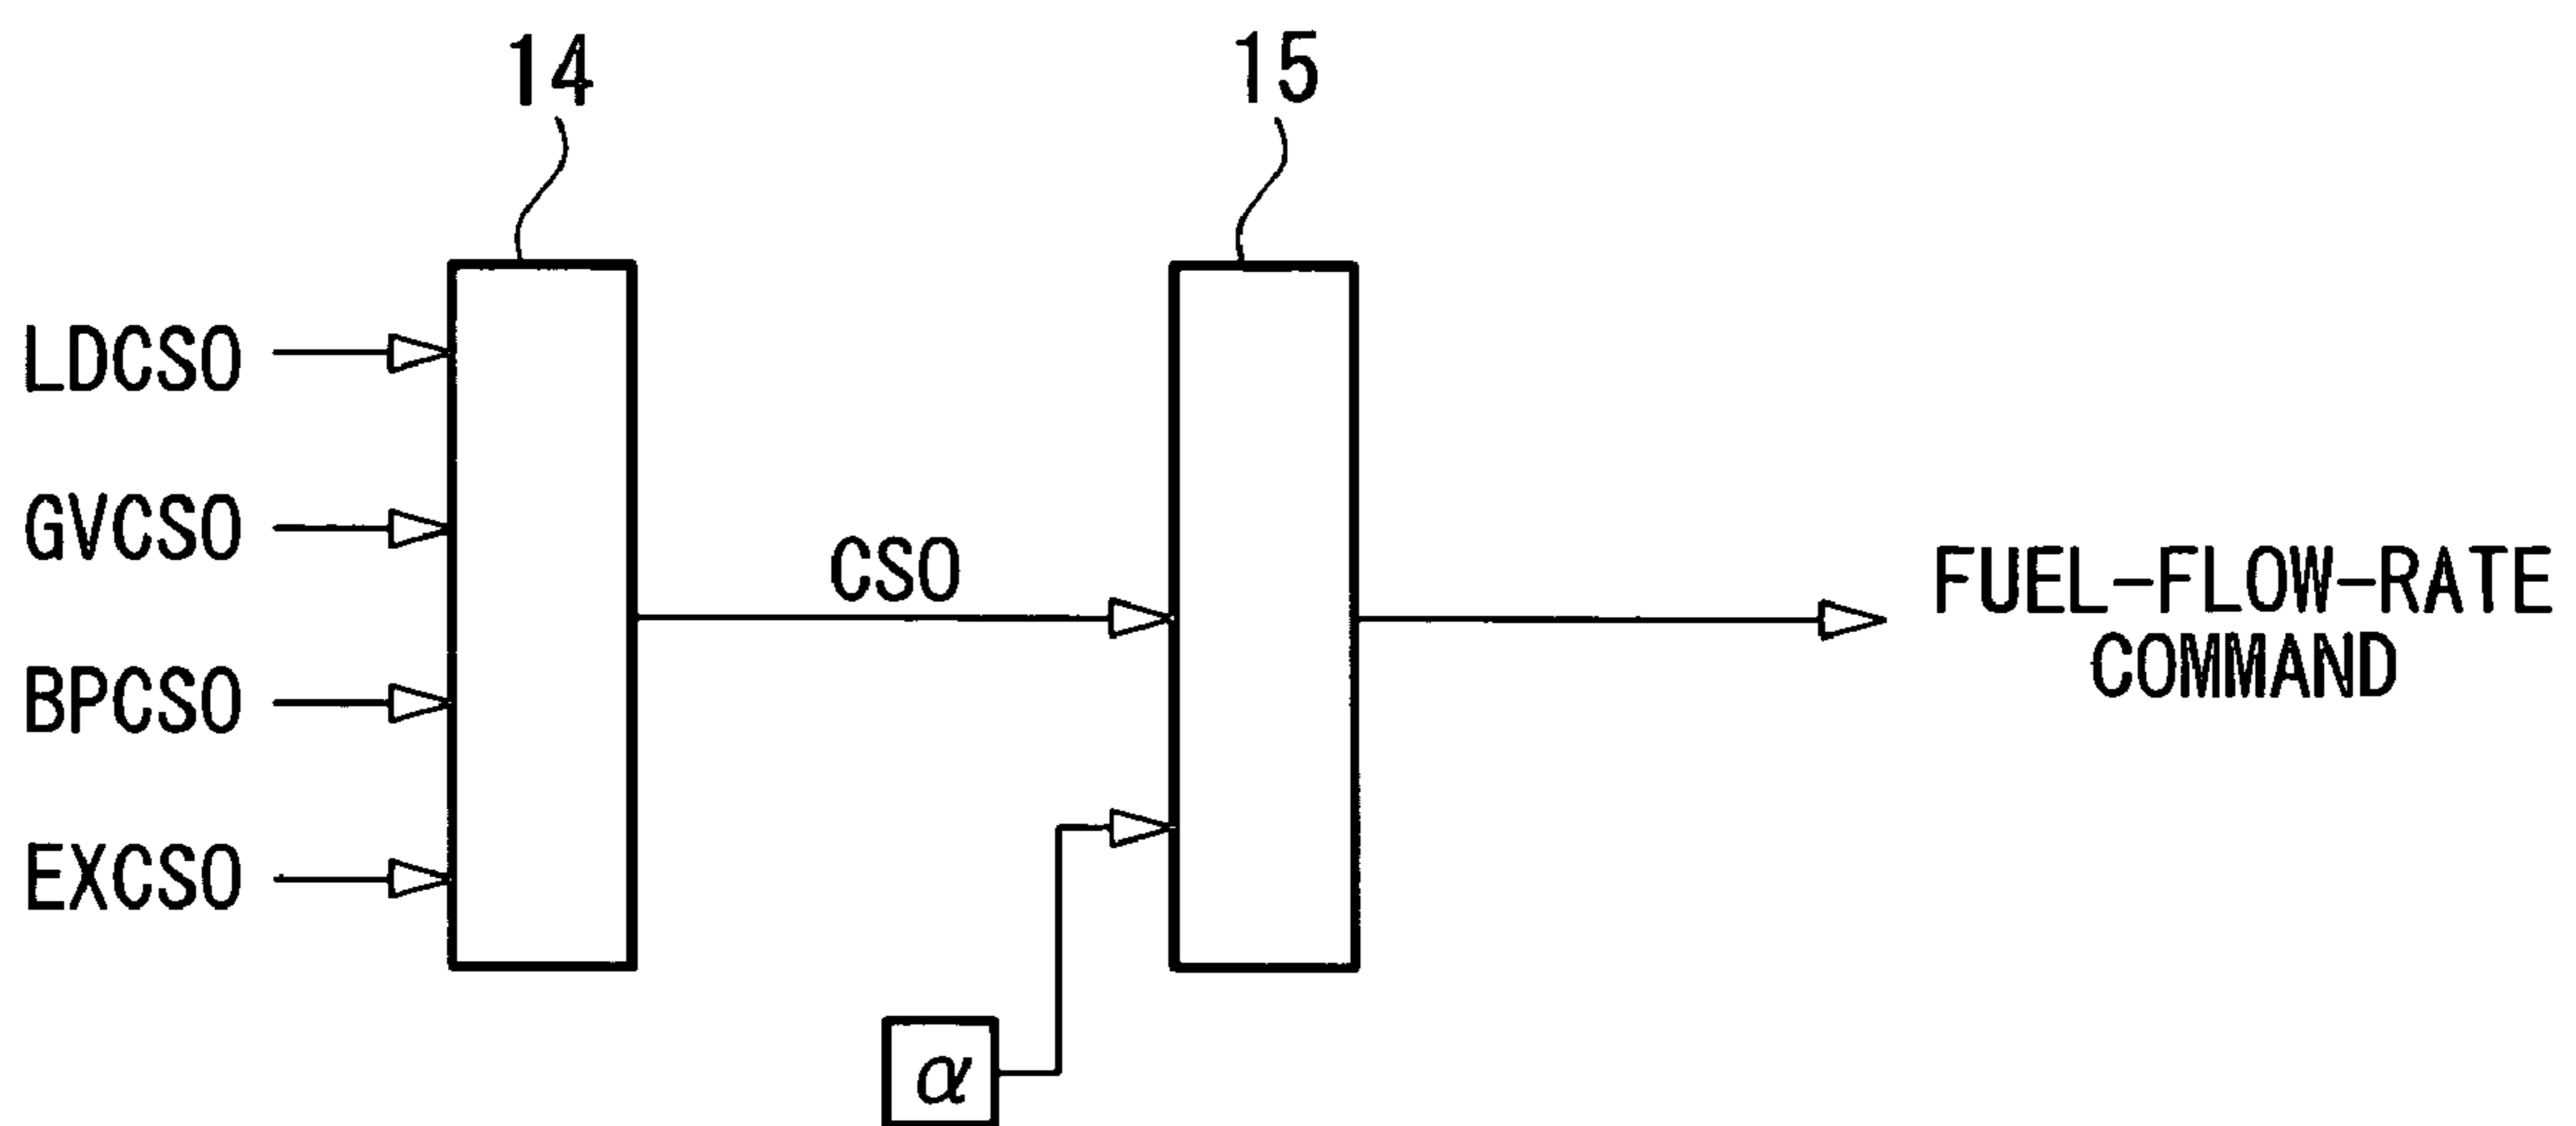 14
15
LDCSO
GVCSO
BPCSO
EXCSO
CSO
FUEL-FLOW-RATE
COMMAND
α